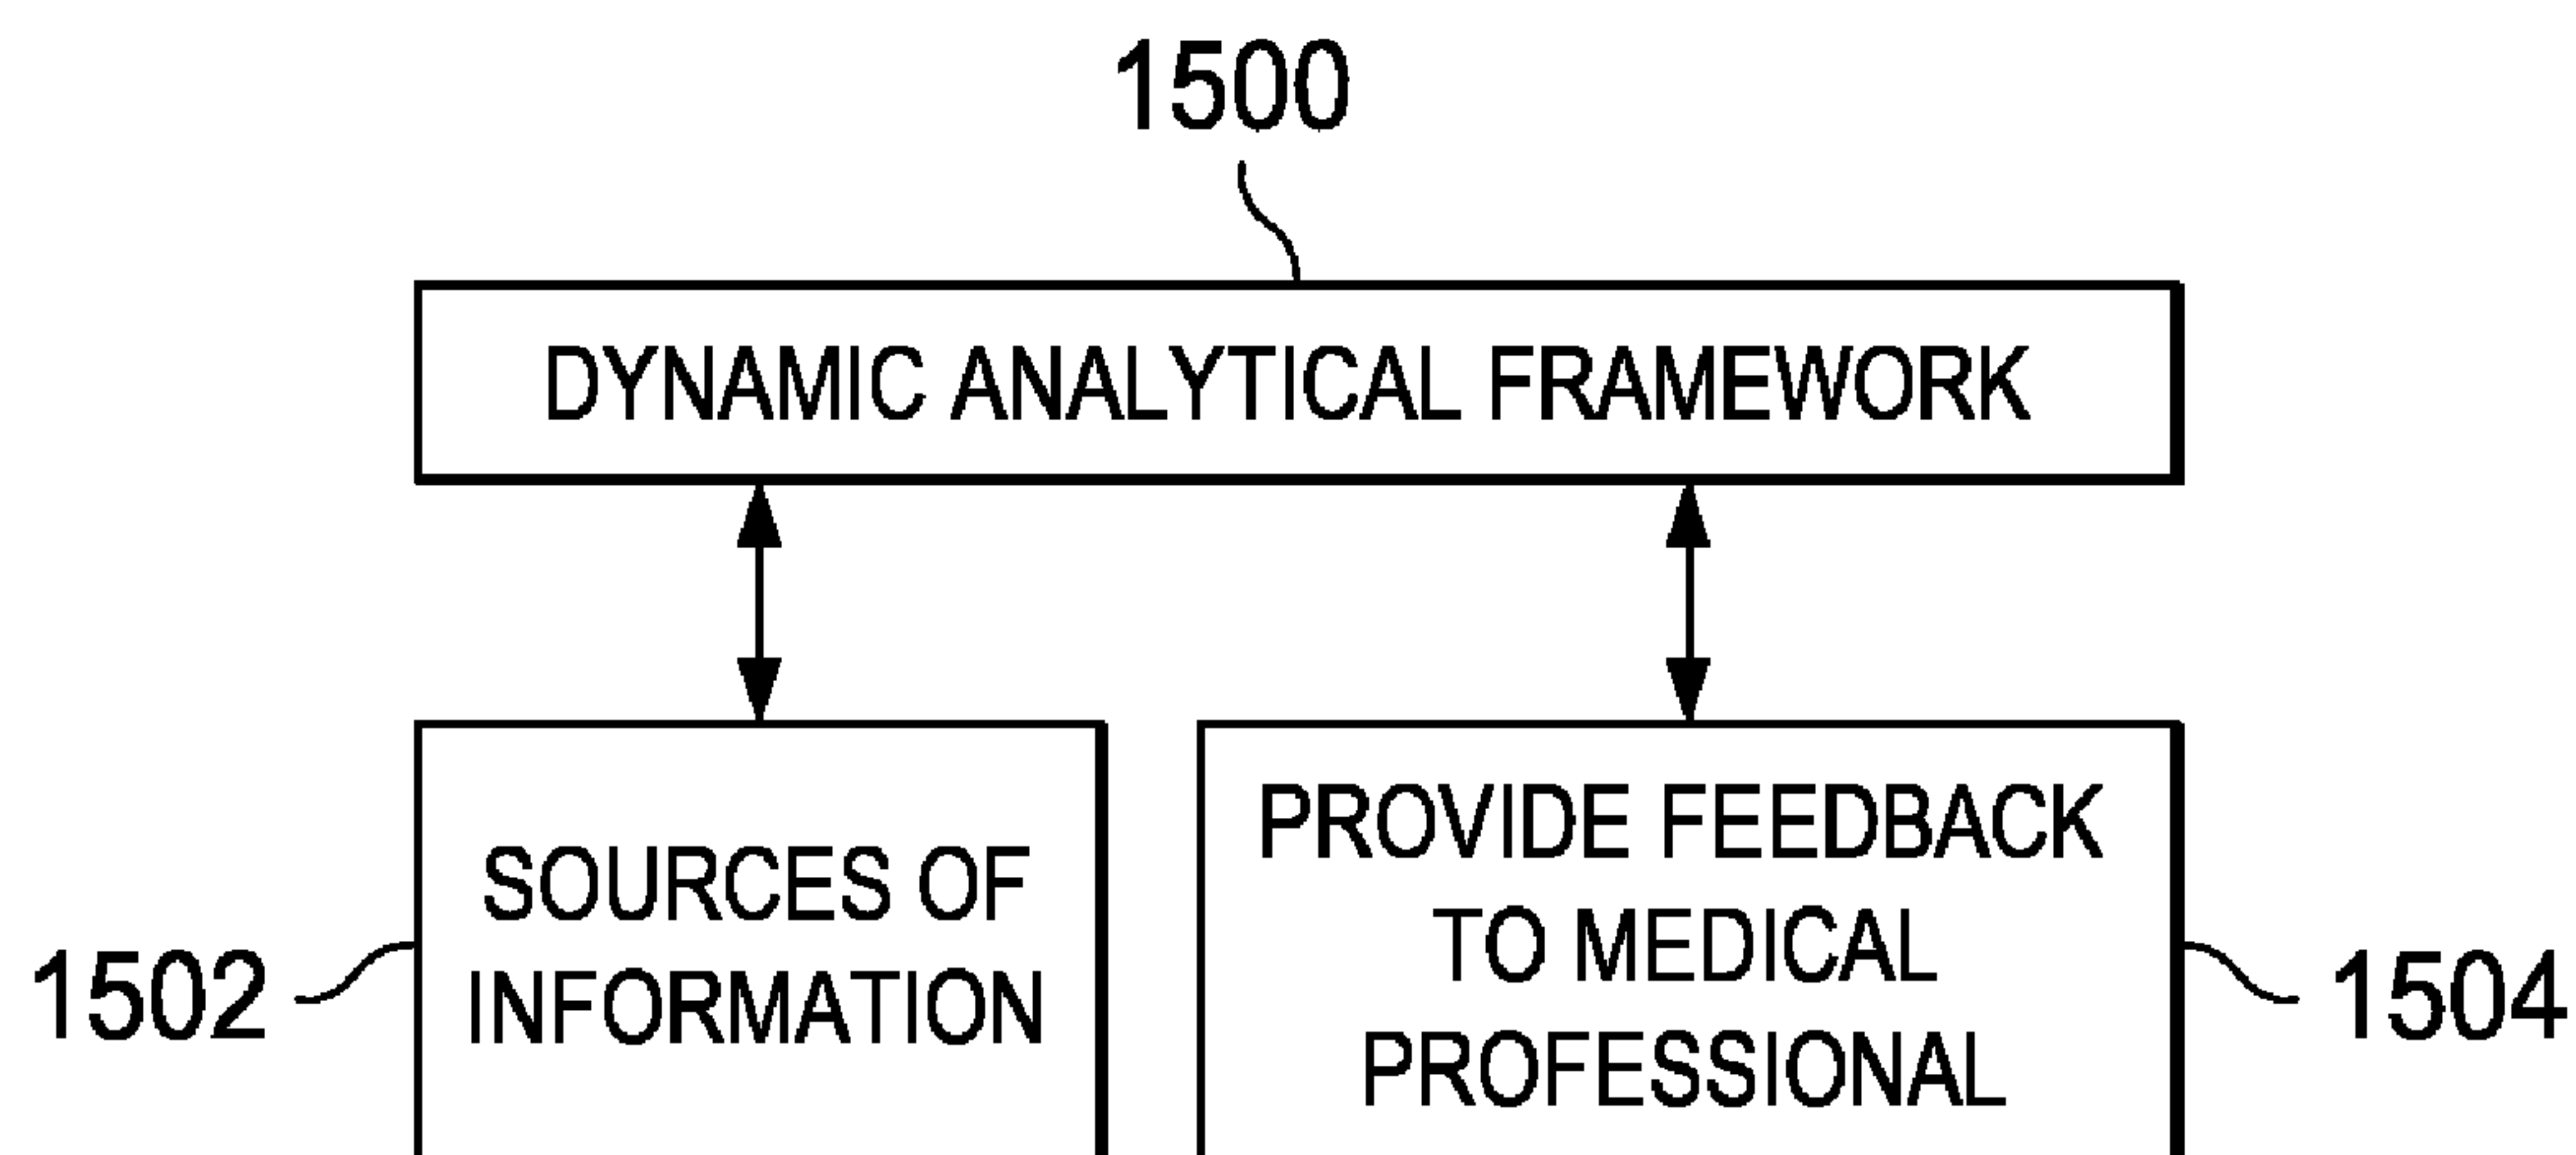 1500
DYNAMIC ANALYTICAL FRAMEWORK
SOURCES OF
INFORMATION
1502
PROVIDE FEEDBACK
TO MEDICAL
PROFESSIONAL
1504